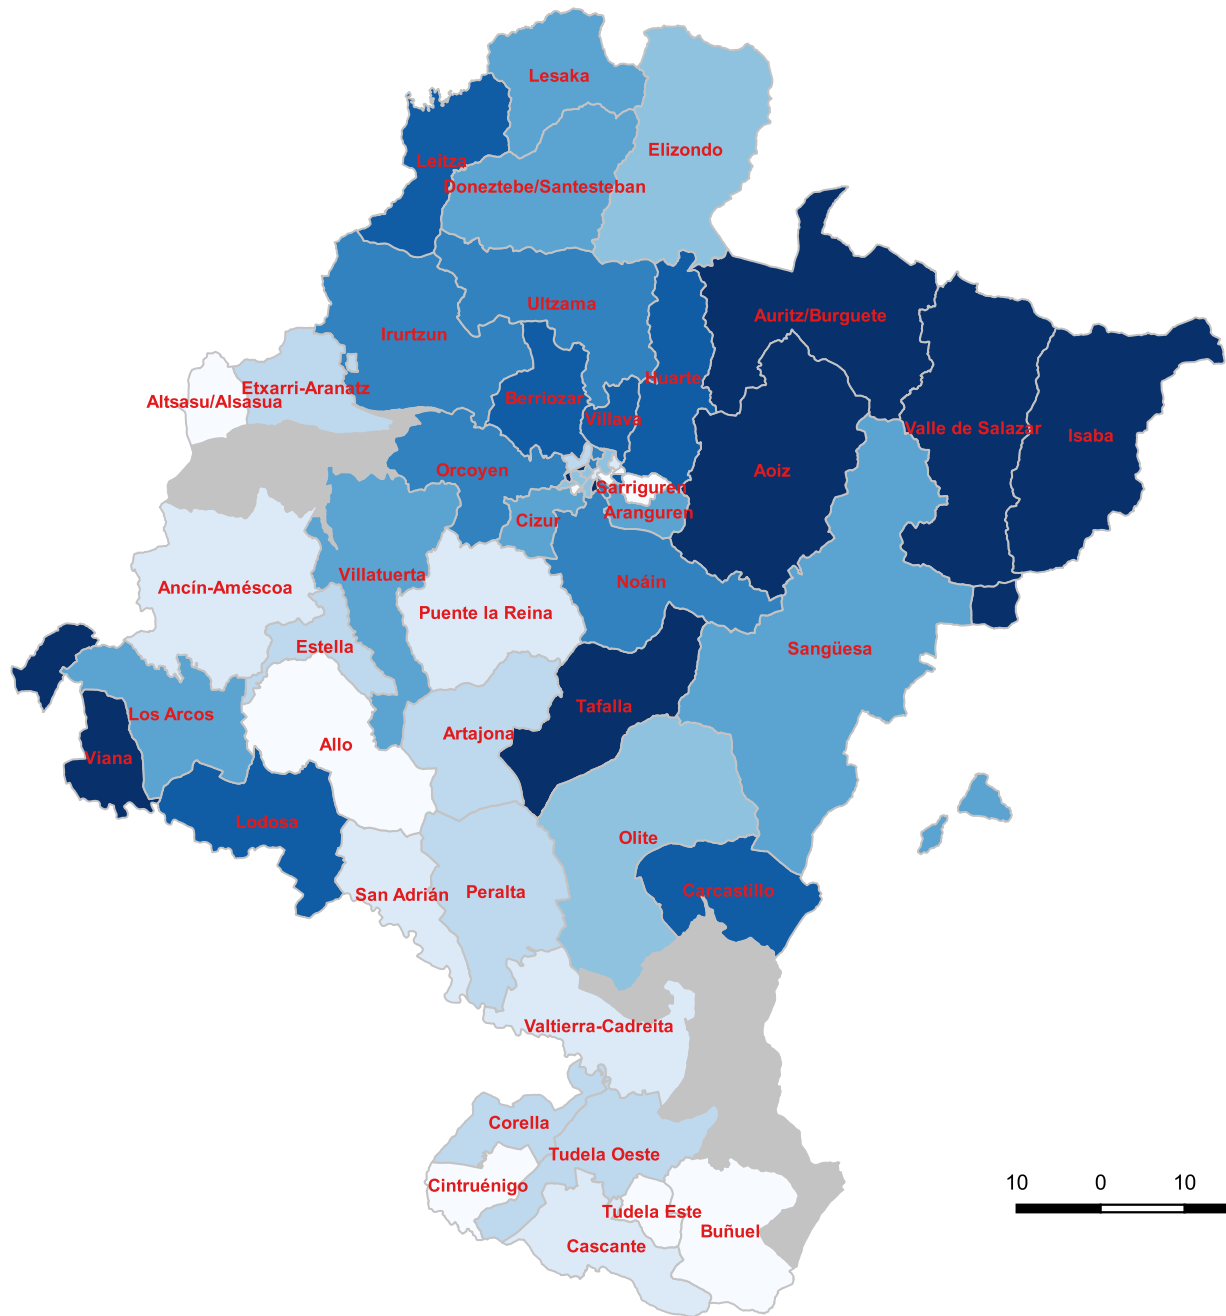 Lesaka
Elizondo
Leitza
Doneztebe/Santesteban
Ultzama
Auritz/Burguete
Irurtzun
Huarte
Etxarri-Aranatz
Altsasu/Alsasua
Berriozar
Villava
Valle de Salazar
Isaba
Orcoyen
Aoiz
Sarriguren
Aranguren
Cizur
Villatuerta
Noáin
Ancín-Améscoa
Puente la Reina
Estella
Sangüesa
Tafalla
Los Arcos
Artajona
Allo
Viana
Lodosa
Olite
San Adrián
Peralta
Carcastillo
Valtierra-Cadreita
Corella
Tudela Oeste
Cintruénigo
Tudela Este
Buñuel
Cascante
10 0 10